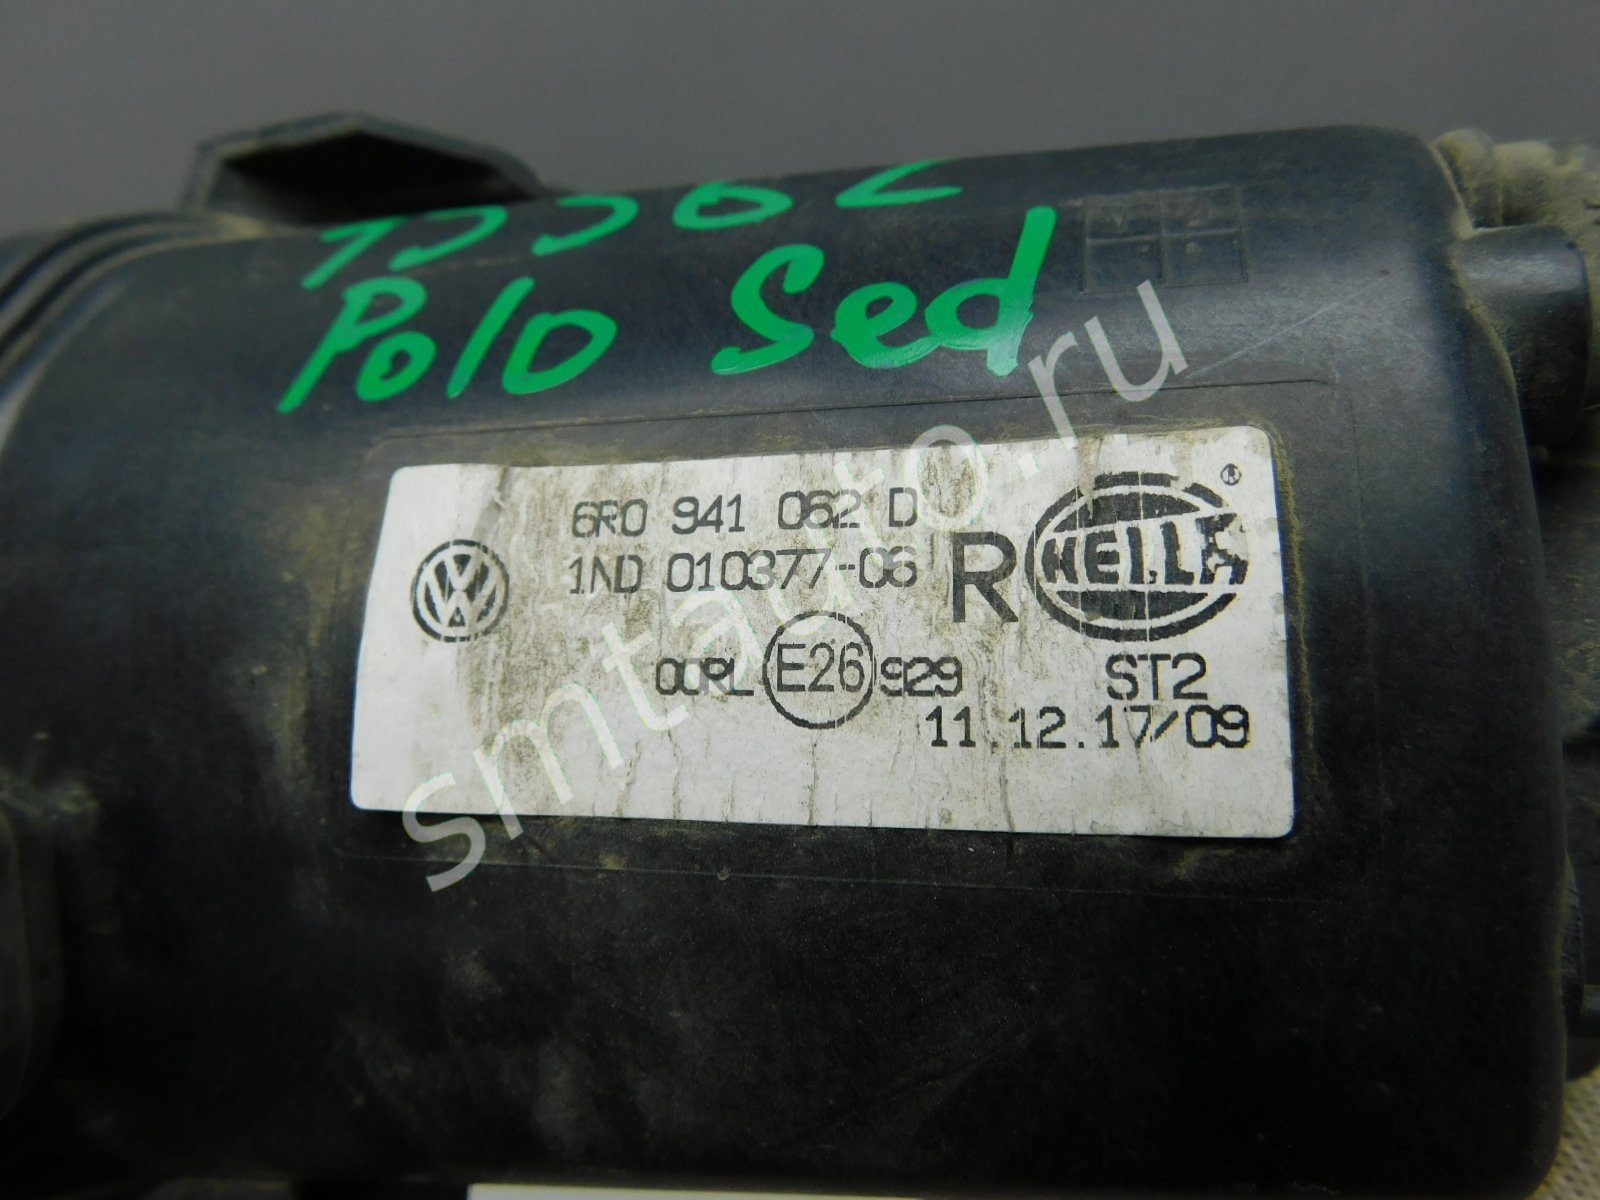 Polo Sed
6R0 941 062 D
1ND 010377-06
R HELLA ®
00RL E26 929 ST2
11.12.17/09
smtauto.ru